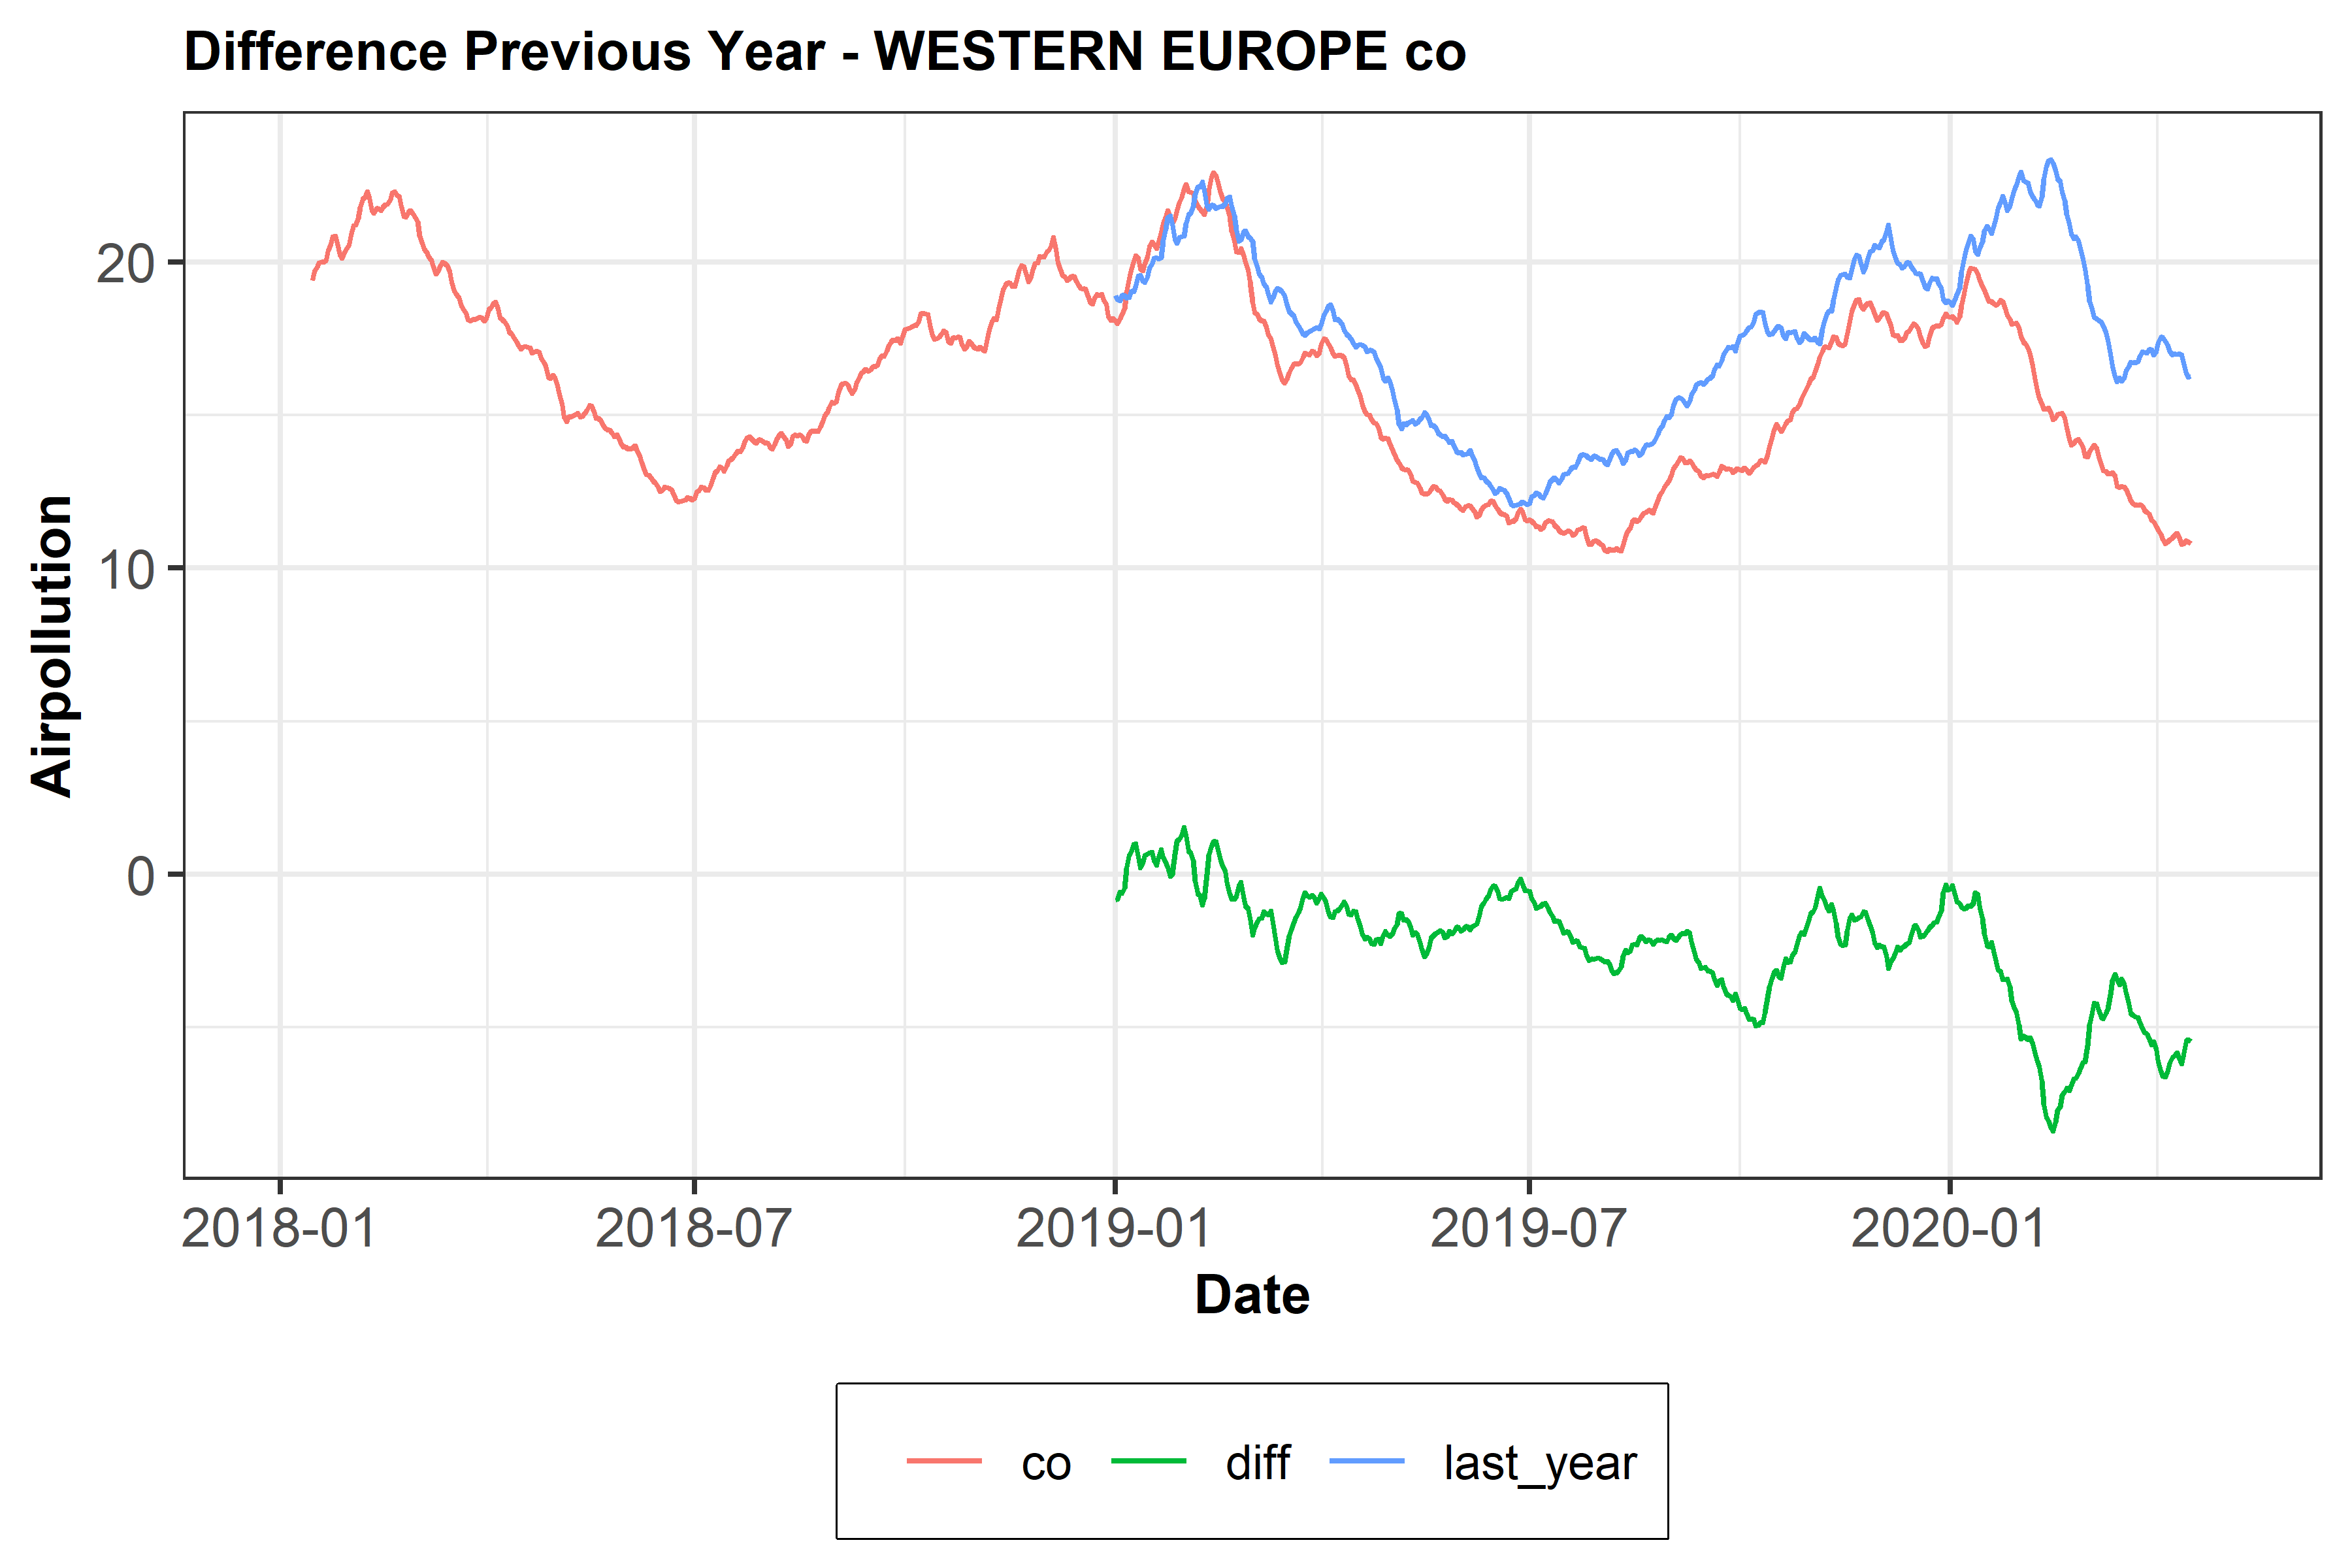 Difference Previous Year - WESTERN EUROPE co
Airpollution
20
10
0
2018-01 2018-07 2019-01 2019-07 2020-01
Date
co diff last_year